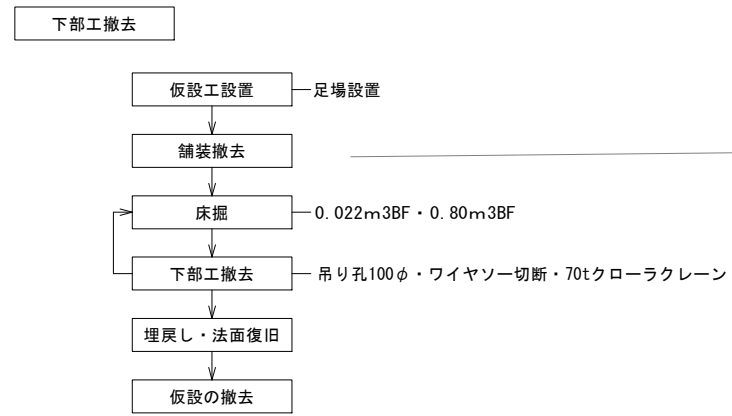 下部工撤去
仮設工設置
足場設置
舗装撤去
床掘
0.022m3BF・0.80m3BF
下部工撤去
吊り孔100φ・ワイヤソー切断・70tクローラクレーン
埋戻し・法面復旧
仮設の撤去